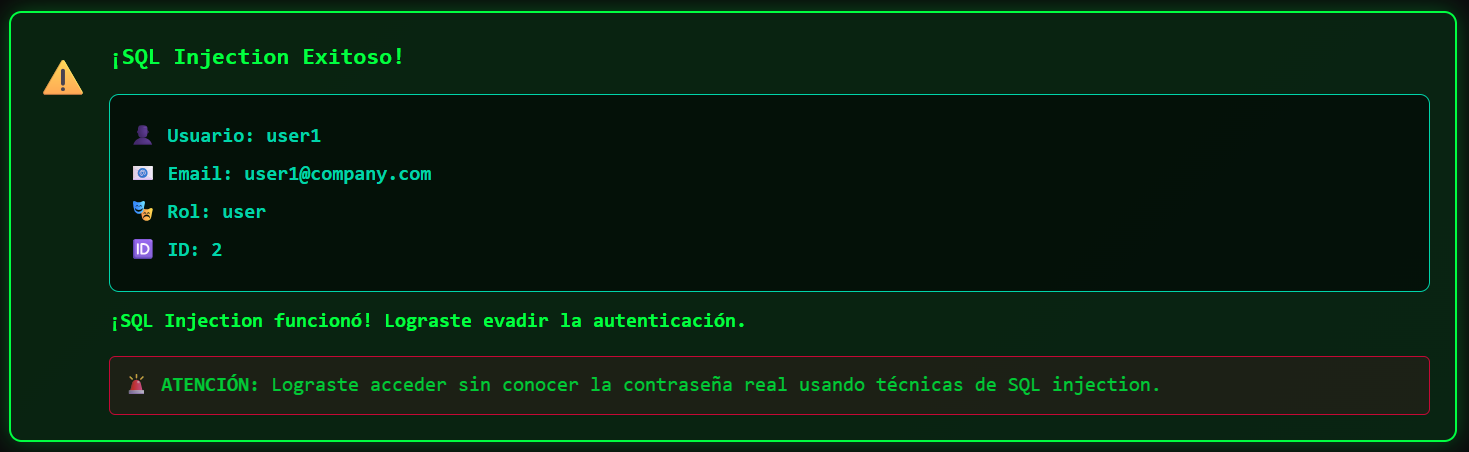 ¡SQL Injection Exitoso!
Usuario: user1
Email: user1@company.com
Rol: user
ID: 2
¡SQL Injection funcionó! Lograste evadir la autenticación.
ATENCIÓN: Lograste acceder sin conocer la contraseña real usando técnicas de SQL injection.